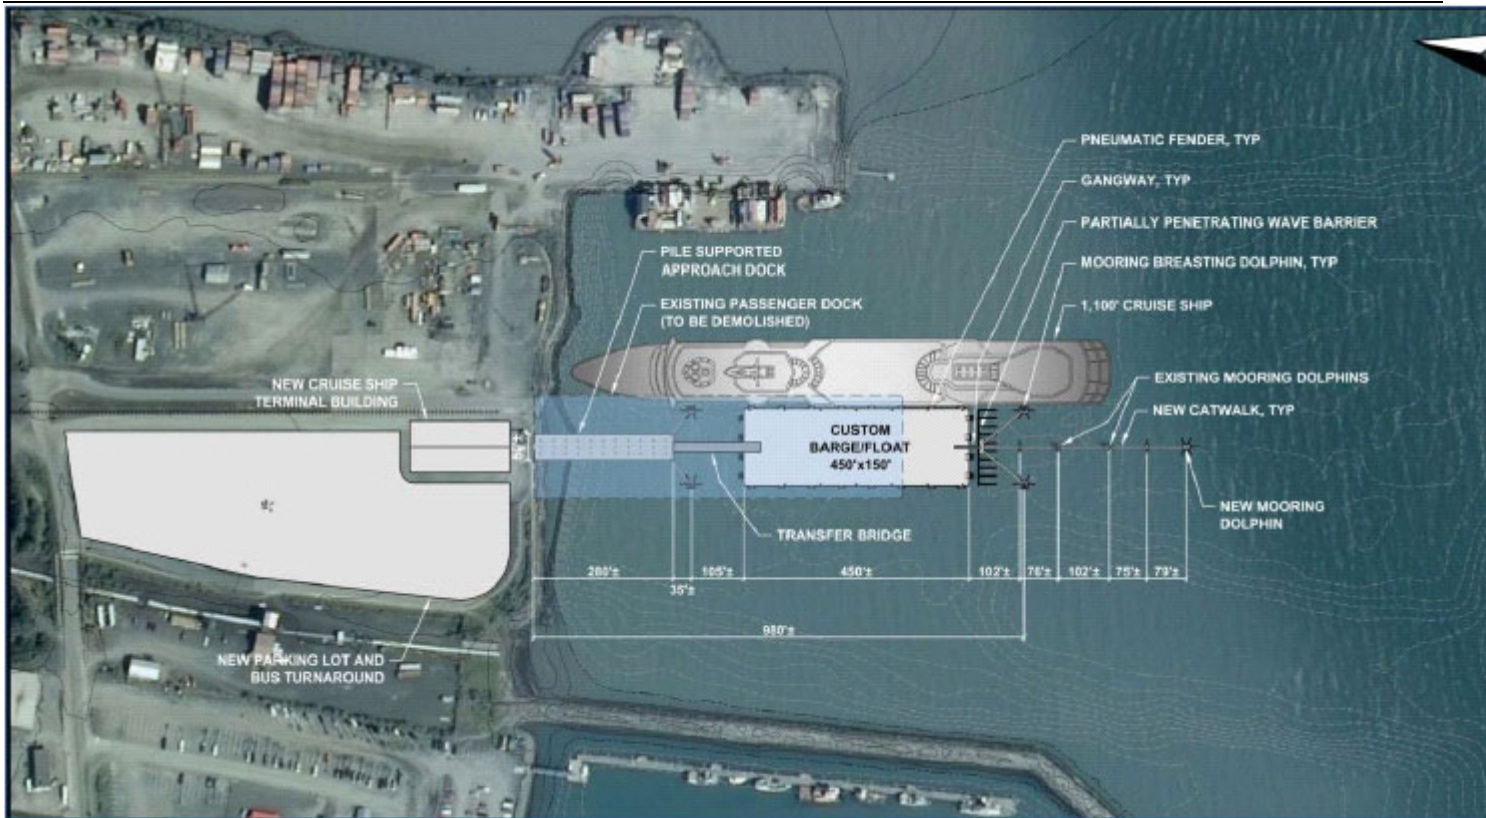 PNEUMATIC FENDER, TYP
GANGWAY, TYP
PARTIALLY PENETRATING WAVE BARRIER
MOORING BREASTING DOLPHIN, TYP
1,100' CRUISE SHIP
PILE SUPPORTED
APPROACH DOCK
EXISTING PASSENGER DOCK
(TO BE DEMOLISHED)
NEW CRUISE SHIP
TERMINAL BUILDING
EXISTING MOORING DOLPHINS
NEW CATWALK, TYP
CUSTOM
BARGE/FLOAT
450'x150'
NEW MOORING
DOLPHIN
TRANSFER BRIDGE
280'±
35'±
105'±
450'±
102'±
76'±
102'±
75'±
79'±
980'±
NEW PARKING LOT AND
BUS TURNAROUND